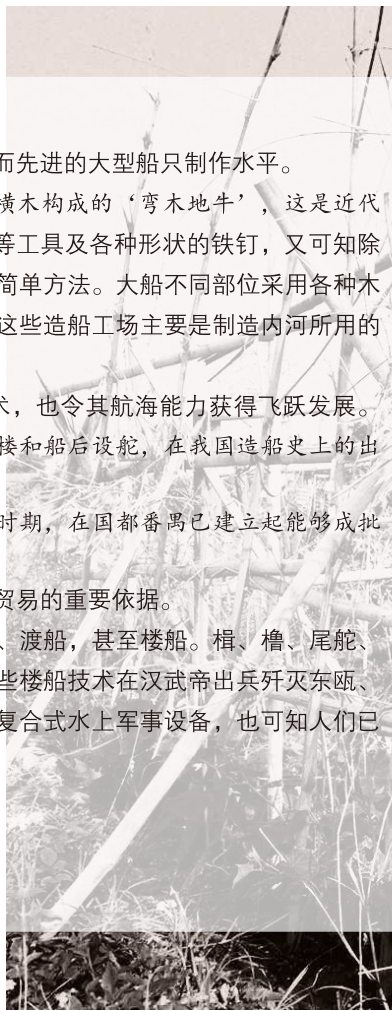 而先进的大型船只制作水平。
横木构成的‘弯木地牛’，这是近代
等工具及各种形状的铁钉，又可知除
简单方法。大船不同部位采用各种木
这些造船工场主要是制造内河所用的
术，也令其航海能力获得飞跃发展。
楼和船后设舵，在我国造船史上的出
时期，在国都番禺已建立起能够成批
贸易的重要依据。
、渡船，甚至楼船。楫、橹、尾舵、
些楼船技术在汉武帝出兵歼灭东瓯、
复合式水上军事设备，也可知人们已